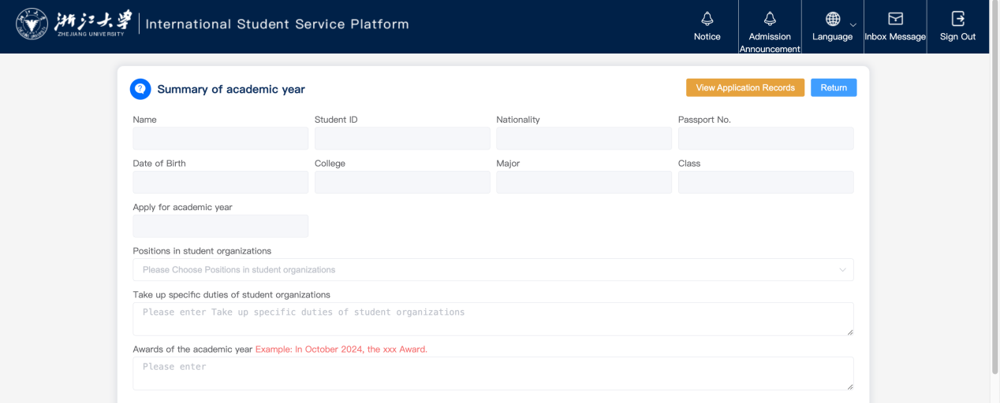 浙江大学
ZHEJIANG UNIVERSITY
International Student Service Platform
Notice
Admission
Announcement
Language
Inbox Message
Sign Out
Summary of academic year
View Application Records
Return
Name
Student ID
Nationality
Passport No.
Date of Birth
College
Major
Class
Apply for academic year
Positions in student organizations
Please Choose Positions in student organizations
Take up specific duties of student organizations
Please enter Take up specific duties of student organizations
Awards of the academic year Example: In October 2024, the xxx Award.
Please enter